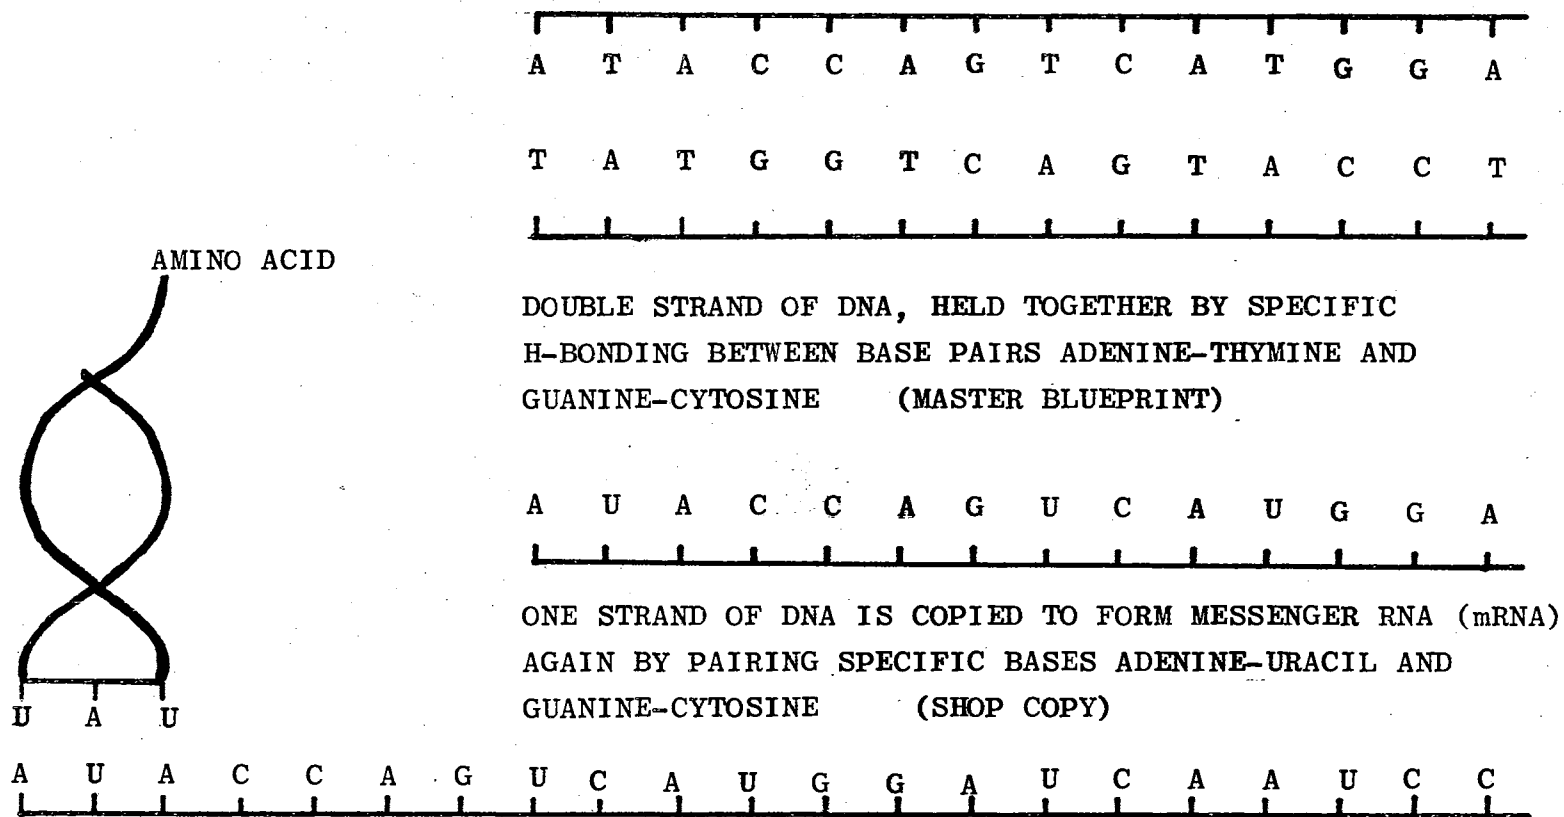 A T A C C A G T C A T G G A
T A T G G T C A G T A C C T
AMINO ACID
DOUBLE STRAND OF DNA, HELD TOGETHER BY SPECIFIC
H-BONDING BETWEEN BASE PAIRS ADENINE-THYMINE AND
GUANINE-CYTOSINE (MASTER BLUEPRINT)
A U A C C A G U C A U G G A
ONE STRAND OF DNA IS COPIED TO FORM MESSENGER RNA (mRNA)
AGAIN BY PAIRING SPECIFIC BASES ADENINE-URACIL AND
GUANINE-CYTOSINE (SHOP COPY)
U A U
A U A C C A G U C A U G G A U C A A U C C